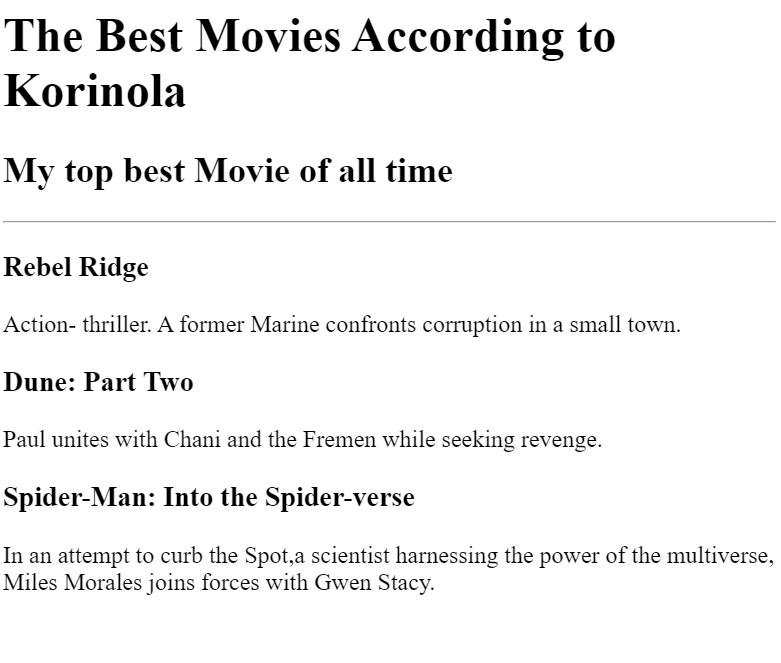 The Best Movies According to
Korinola
My top best Movie of all time
Rebel Ridge
Action- thriller. A former Marine confronts corruption in a small town.
Dune: Part Two
Paul unites with Chani and the Fremen while seeking revenge.
Spider-Man: Into the Spider-verse
In an attempt to curb the Spot,a scientist harnessing the power of the multiverse,
Miles Morales joins forces with Gwen Stacy.